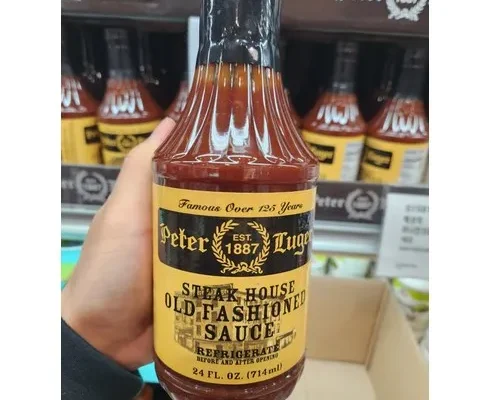 Famous Over 125 Years
Peter EST. 1887 Luger
STEAK HOUSE
OLD FASHIONED
SAUCE
REFRIGERATE
BEFORE AND AFTER OPENING
24 FL. OZ. (714ml)
Peter